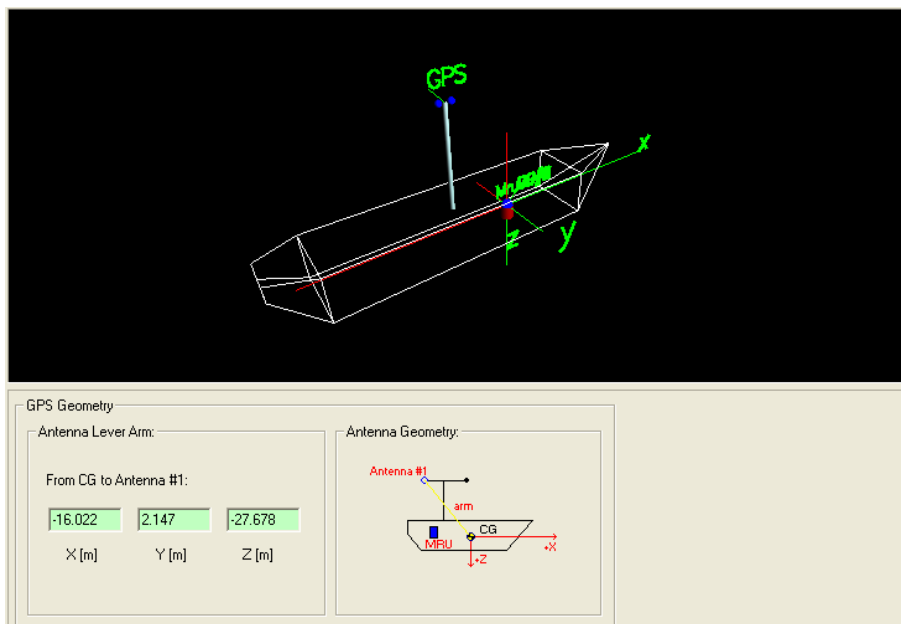 GPS
x
z
y
GPS Geometry
Antenna Lever Arm:
From CG to Antenna #1:
-16.022 2.147 -27.678
X [m] Y [m] Z [m]
Antenna Geometry:
Antenna #1
arm
CG
MRU
+X
+Z